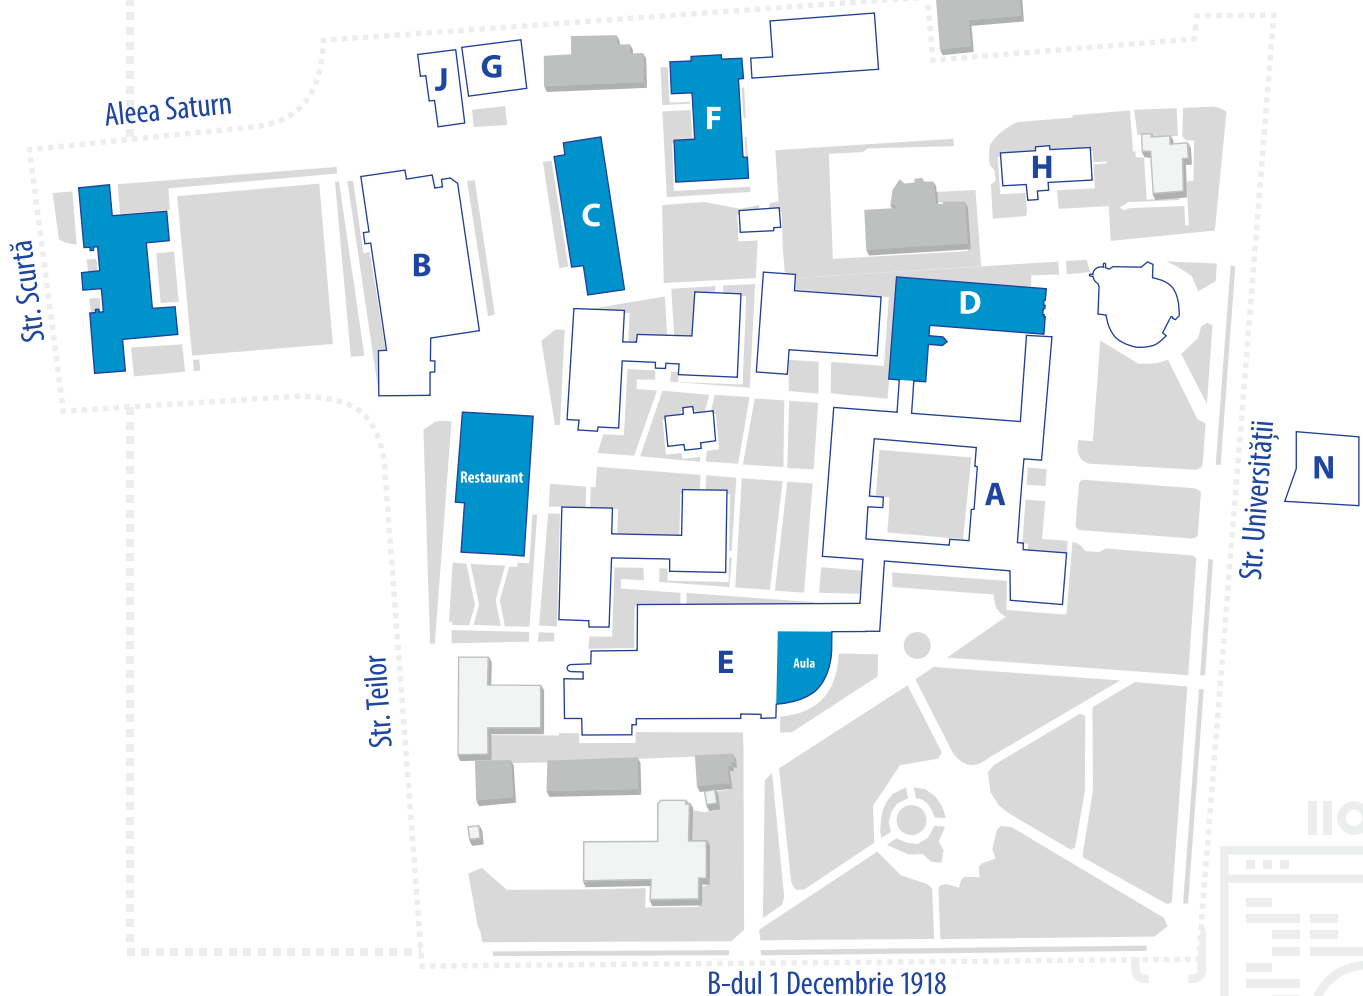 J
G
Aleea Saturn
F
H
C
Str. Scurtă
B
D
Restaurant
A
Str. Universității
N
E
Aula
Str. Teilor
B-dul 1 Decembrie 1918